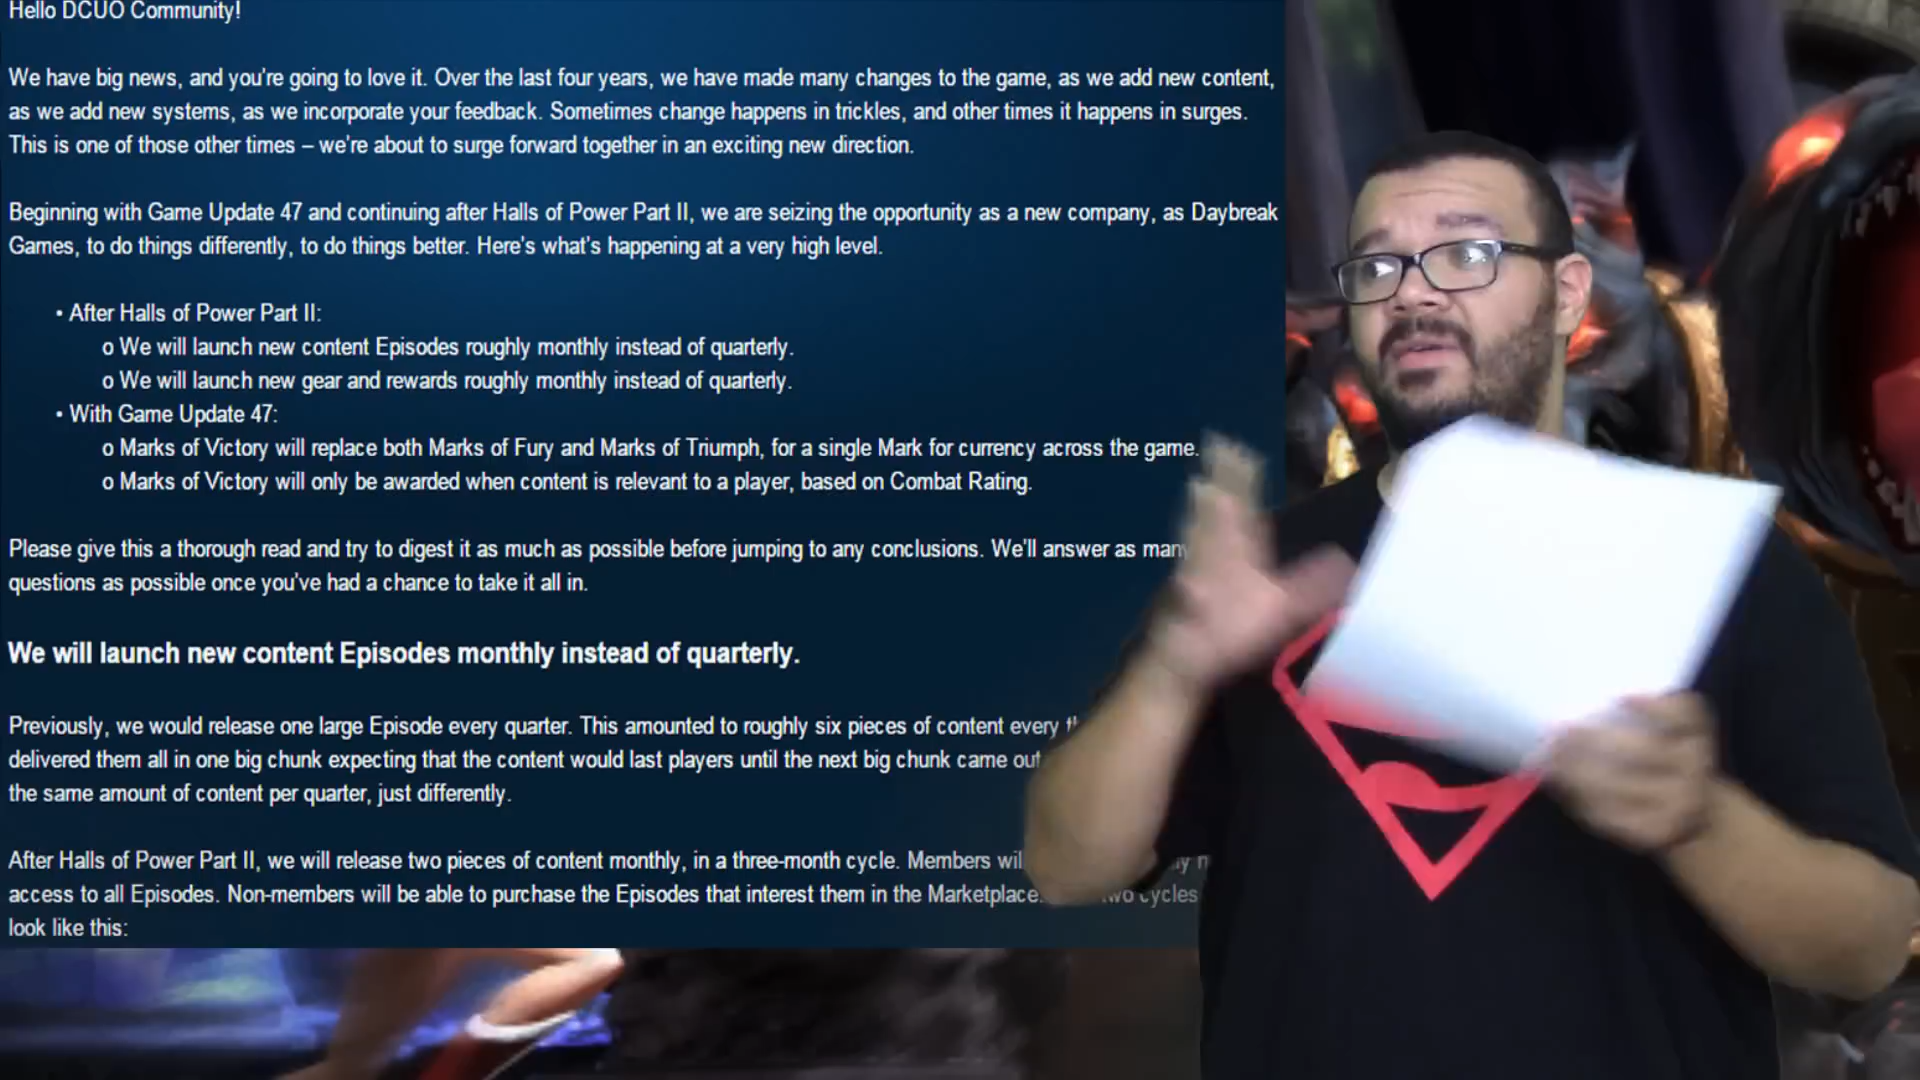 Hello DCUO Community!
We have big news, and you're going to love it. Over the last four years, we have made many changes to the game, as we add new content,
as we add new systems, as we incorporate your feedback. Sometimes change happens in trickles, and other times it happens in surges.
This is one of those other times – we're about to surge forward together in an exciting new direction.
Beginning with Game Update 47 and continuing after Halls of Power Part II, we are seizing the opportunity as a new company, as Daybreak
Games, to do things differently, to do things better. Here's what's happening at a very high level.
• After Halls of Power Part II:
o We will launch new content Episodes roughly monthly instead of quarterly.
o We will launch new gear and rewards roughly monthly instead of quarterly.
• With Game Update 47:
o Marks of Victory will replace both Marks of Fury and Marks of Triumph, for a single Mark for currency across the game.
o Marks of Victory will only be awarded when content is relevant to a player, based on Combat Rating.
Please give this a thorough read and try to digest it as much as possible before jumping to any conclusions. We'll answer as many
questions as possible once you've had a chance to take it all in.
We will launch new content Episodes monthly instead of quarterly.
Previously, we would release one large Episode every quarter. This amounted to roughly six pieces of content every
delivered them all in one big chunk expecting that the content would last players until the next big chunk came out
the same amount of content per quarter, just differently.
After Halls of Power Part II, we will release two pieces of content monthly, in a three-month cycle. Members
access to all Episodes. Non-members will be able to purchase the Episodes that interest them in the Marketplace. cycles
look like this: